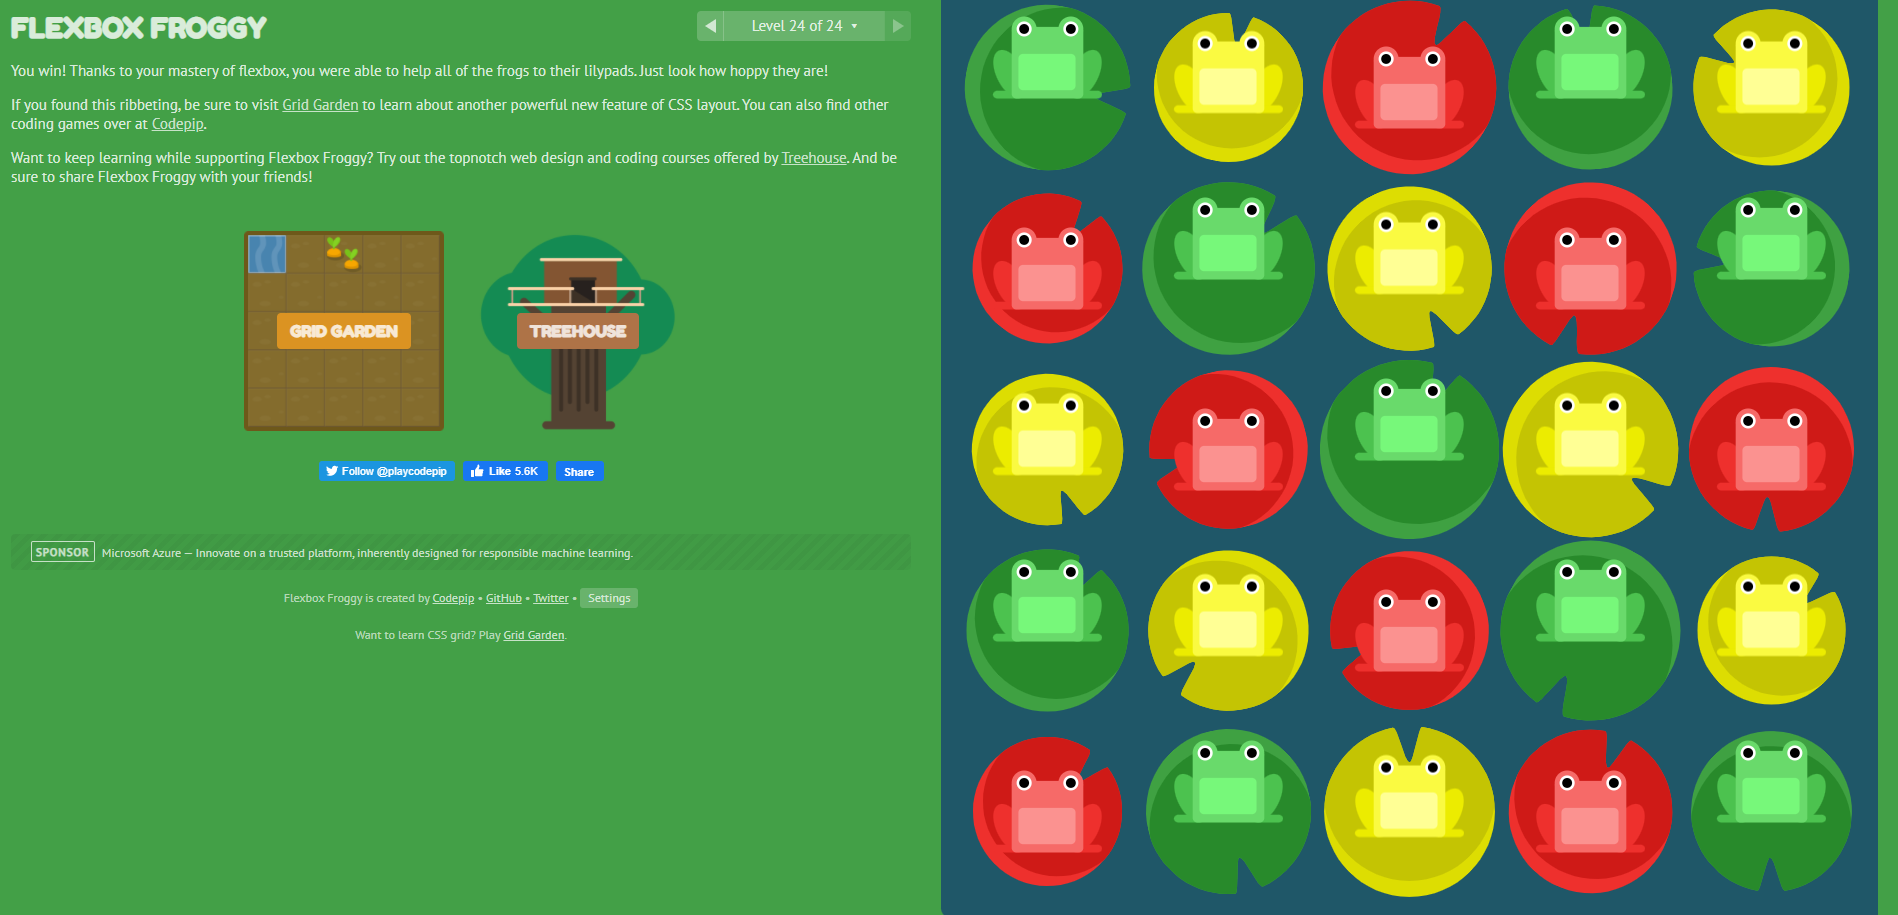 FLEXBOX FROGGY
Level 24 of 24
You win! Thanks to your mastery of flexbox, you were able to help all of the frogs to their lilypads. Just look how hoppy they are!
If you found this ribbeting, be sure to visit Grid Garden to learn about another powerful new feature of CSS layout. You can also find other
coding games over at Codepip.
Want to keep learning while supporting Flexbox Froggy? Try out the topnotch web design and coding courses offered by Treehouse. And be
sure to share Flexbox Froggy with your friends!
GRID GARDEN
TREEHOUSE
Follow @playcodepip
Like 5.6K
Share
SPONSOR Microsoft Azure — Innovate on a trusted platform, inherently designed for responsible machine learning.
Flexbox Froggy is created by Codepip • GitHub • Twitter • Settings
Want to learn CSS grid? Play Grid Garden.